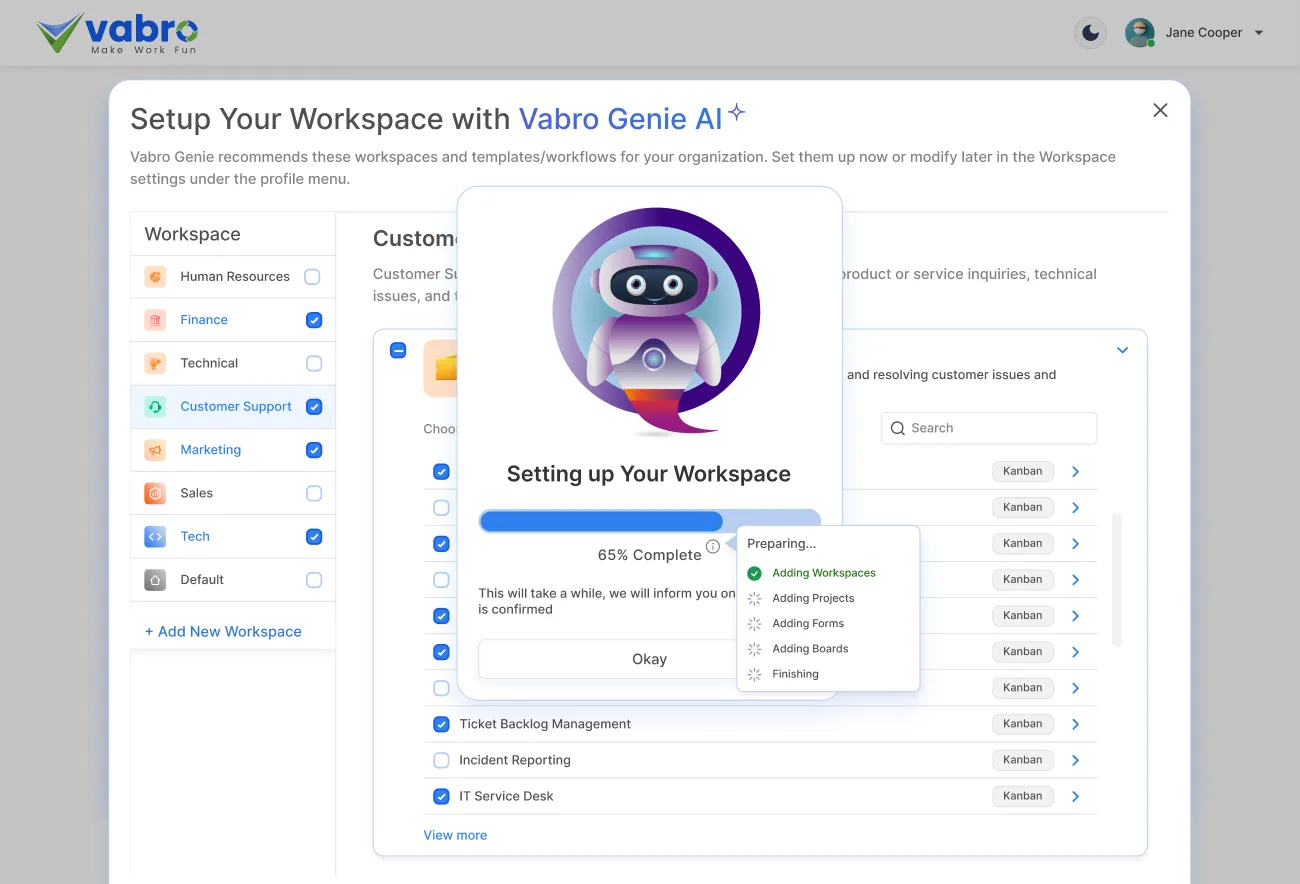 vabro
Make Work Fun
Jane Cooper
Setup Your Workspace with Vabro Genie AI
Vabro Genie recommends these workspaces and templates/workflows for your organization. Set them up now or modify later in the Workspace
settings under the profile menu.
Workspace
Human Resources
Finance
Technical
Customer Support
Marketing
Sales
Tech
Default
+ Add New Workspace
Custome
Customer Su
product or service inquiries, technical
issues, and
and resolving customer issues and
Choo
Search
Kanban
Kanban
Kanban
Kanban
Kanban
Kanban
Kanban
Ticket Backlog Management
Kanban
Incident Reporting
Kanban
IT Service Desk
Kanban
View more
Setting up Your Workspace
65% Complete
This will take a while, we will inform you on
is confirmed
Okay
Preparing...
Adding Workspaces
Adding Projects
Adding Forms
Adding Boards
Finishing